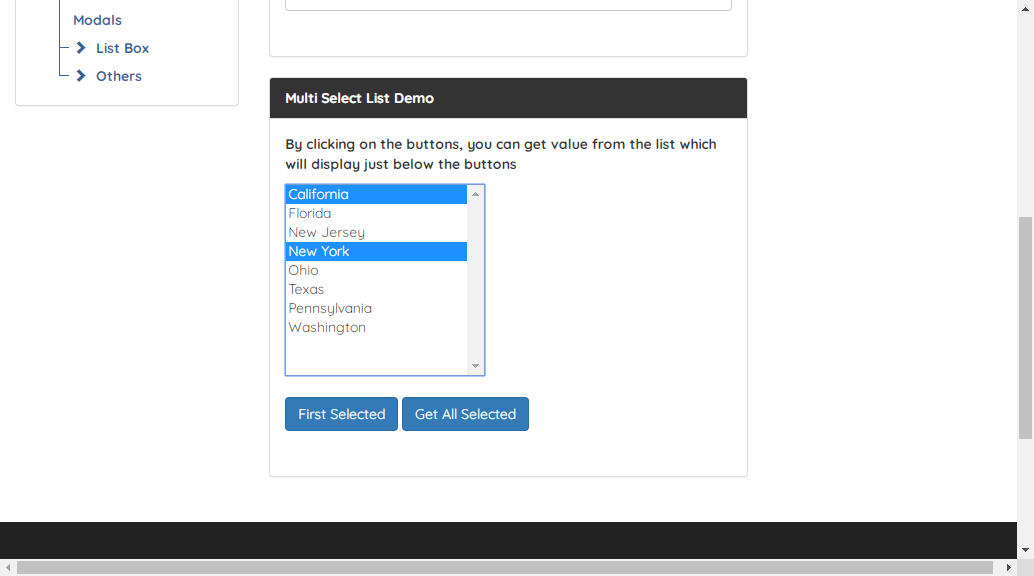 Modals
List Box
Others
Multi Select List Demo
By clicking on the buttons, you can get value from the list which
will display just below the buttons
California
Florida
New Jersey
New York
Ohio
Texas
Pennsylvania
Washington
First Selected
Get All Selected